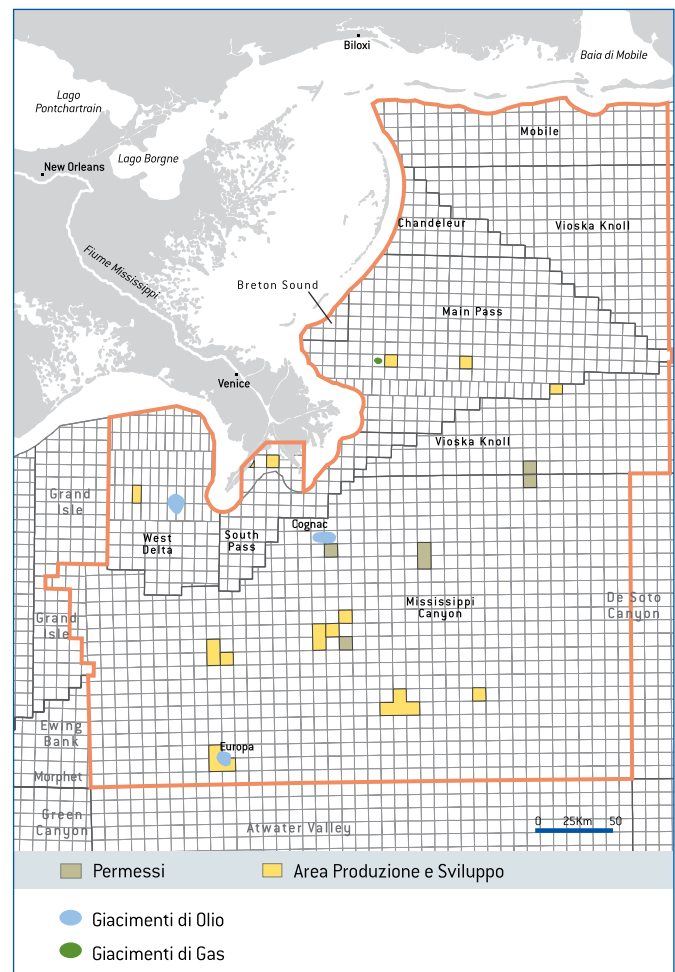 Biloxi
Baia di Mobile
Lago
Pontchartrain
Mobile
New Orleans
Lago Borgne
Chandeleur
Vioska Knoll
Fiume Mississippi
Breton Sound
Main Pass
Venice
Vioska Knoll
Grand
Isle
Cognac
West
Delta
South
Pass
De Soto
Canyon
Mississippi
Canyon
Grand
Isle
Ewing
Bank
Europa
Morphet
Green
Canyon
Atwater Valley
0 25Km 50
Permessi
Area Produzione e Sviluppo
Giacimenti di Olio
Giacimenti di Gas